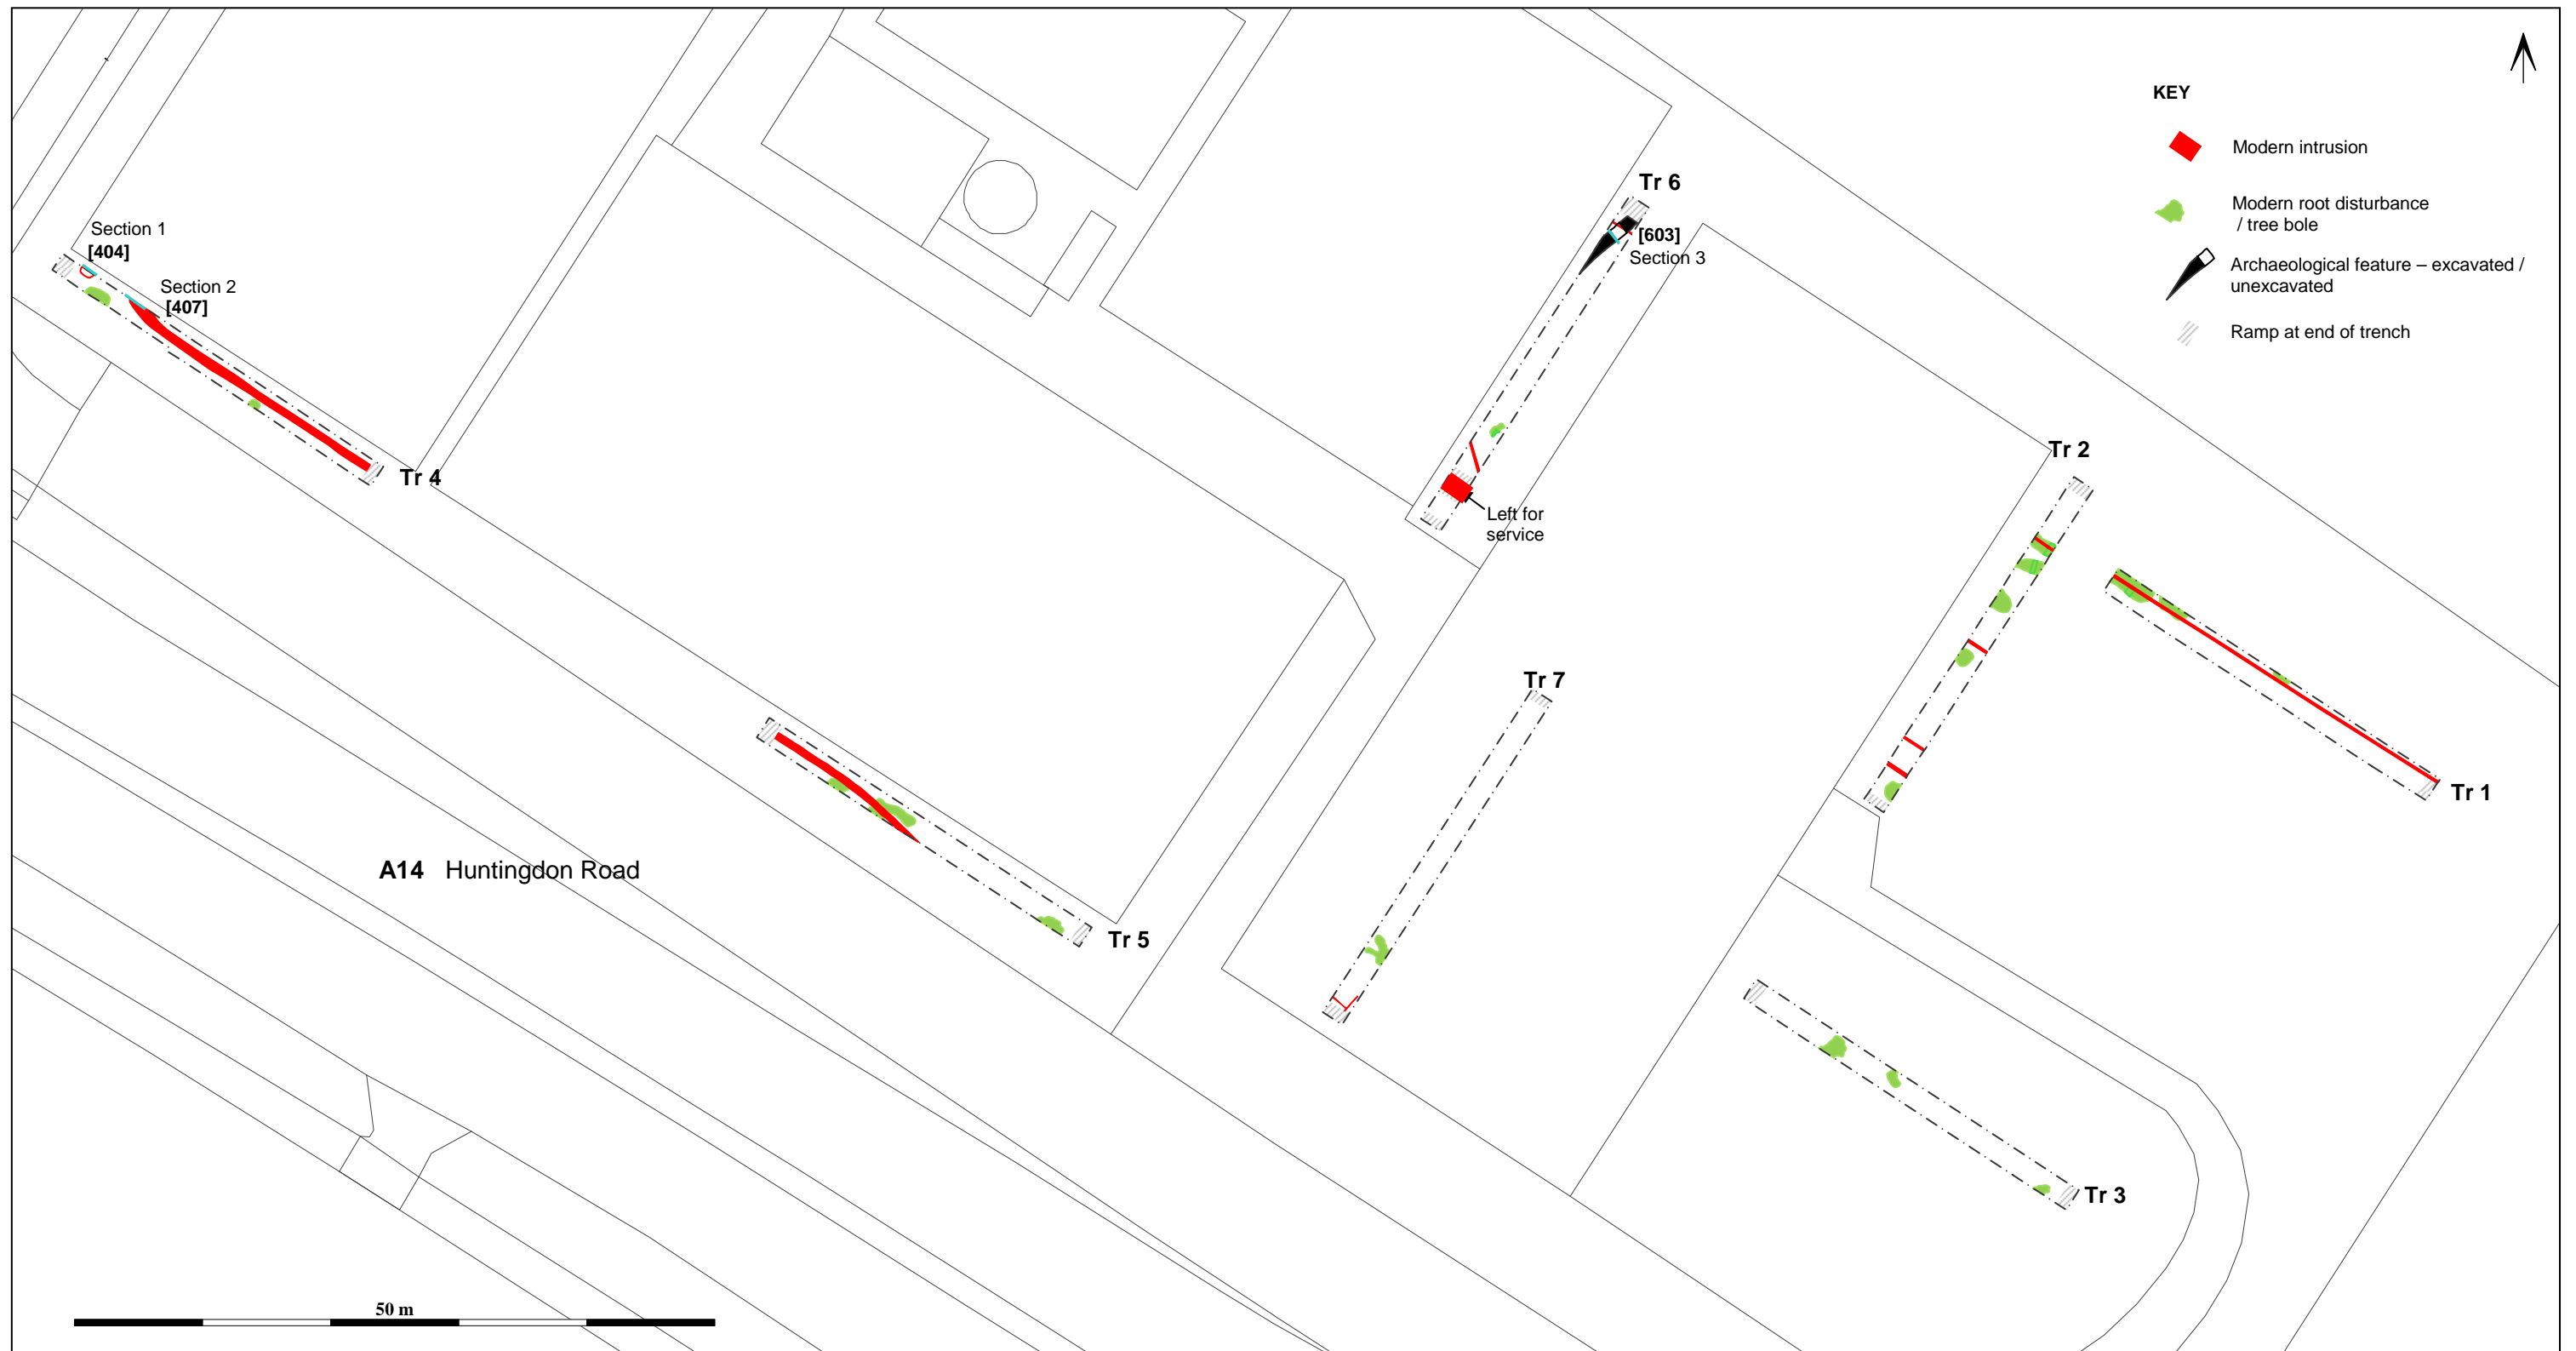 KEY
Modern intrusion
Modern root disturbance
/ tree bole
Archaeological feature – excavated /
unexcavated
Ramp at end of trench
Tr 6
[603]
Section 3
Section 1
[404]
Section 2
[407]
Tr 4
Tr 2
Left for
service
Tr 7
Tr 1
A14 Huntingdon Road
Tr 5
Tr 3
50 m